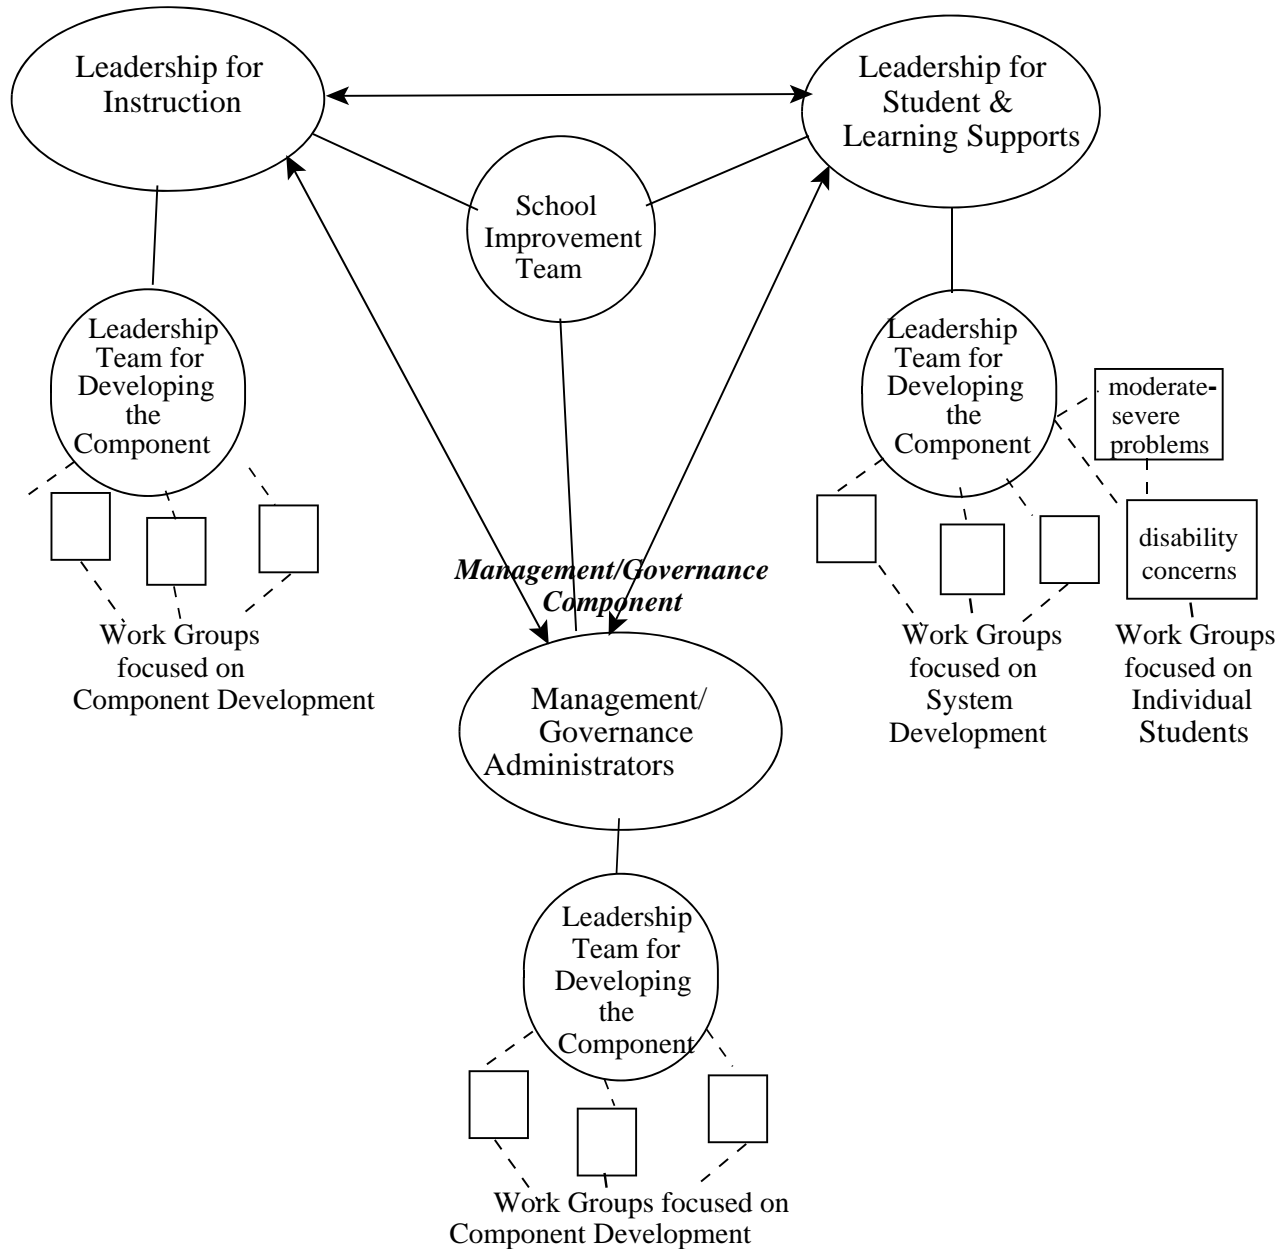 Leadership for
Instruction
Leadership for
Student &
Learning Supports
School
Improvement
Team
Leadership
Team for
Developing
the
Component
Leadership
Team for
Developing
the
Component
moderate-
severe
problems
disability
concerns
Management/Governance
Component
Work Groups
focused on
Component Development
Work Groups
focused on
System
Development
Work Groups
focused on
Individual
Students
Management/
Governance
Administrators
Leadership
Team for
Developing
the
Component
Work Groups focused on
Component Development